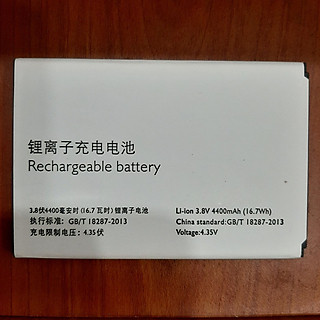 锂离子充电电池
Rechargeable battery
3.8伏4400毫安时 (16.7 瓦时) 锂离子电池
执行标准: GB/T 18287-2013
充电限制电压: 4.35伏
Li-ion 3.8V 4400mAh (16.7Wh)
China standard: GB/T 18287-2013
Voltage: 4.35V